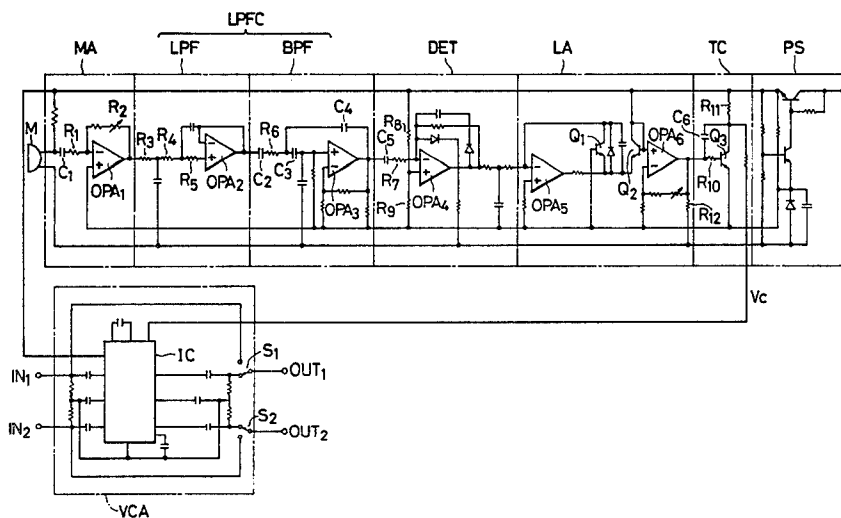 LPFC
MA LPF BPF DET LA TC PS
M R1 R2 R3 R4 R5 R6 C1 C2 C3 C4 C5 R7 R8 R9 Q1 Q2 C6 Q3 R10 R11 R12
OPA1 OPA2 OPA3 OPA4 OPA5 OPA6
Vc
IC
S1
IN1 OUT1
S2
IN2 OUT2
VCA